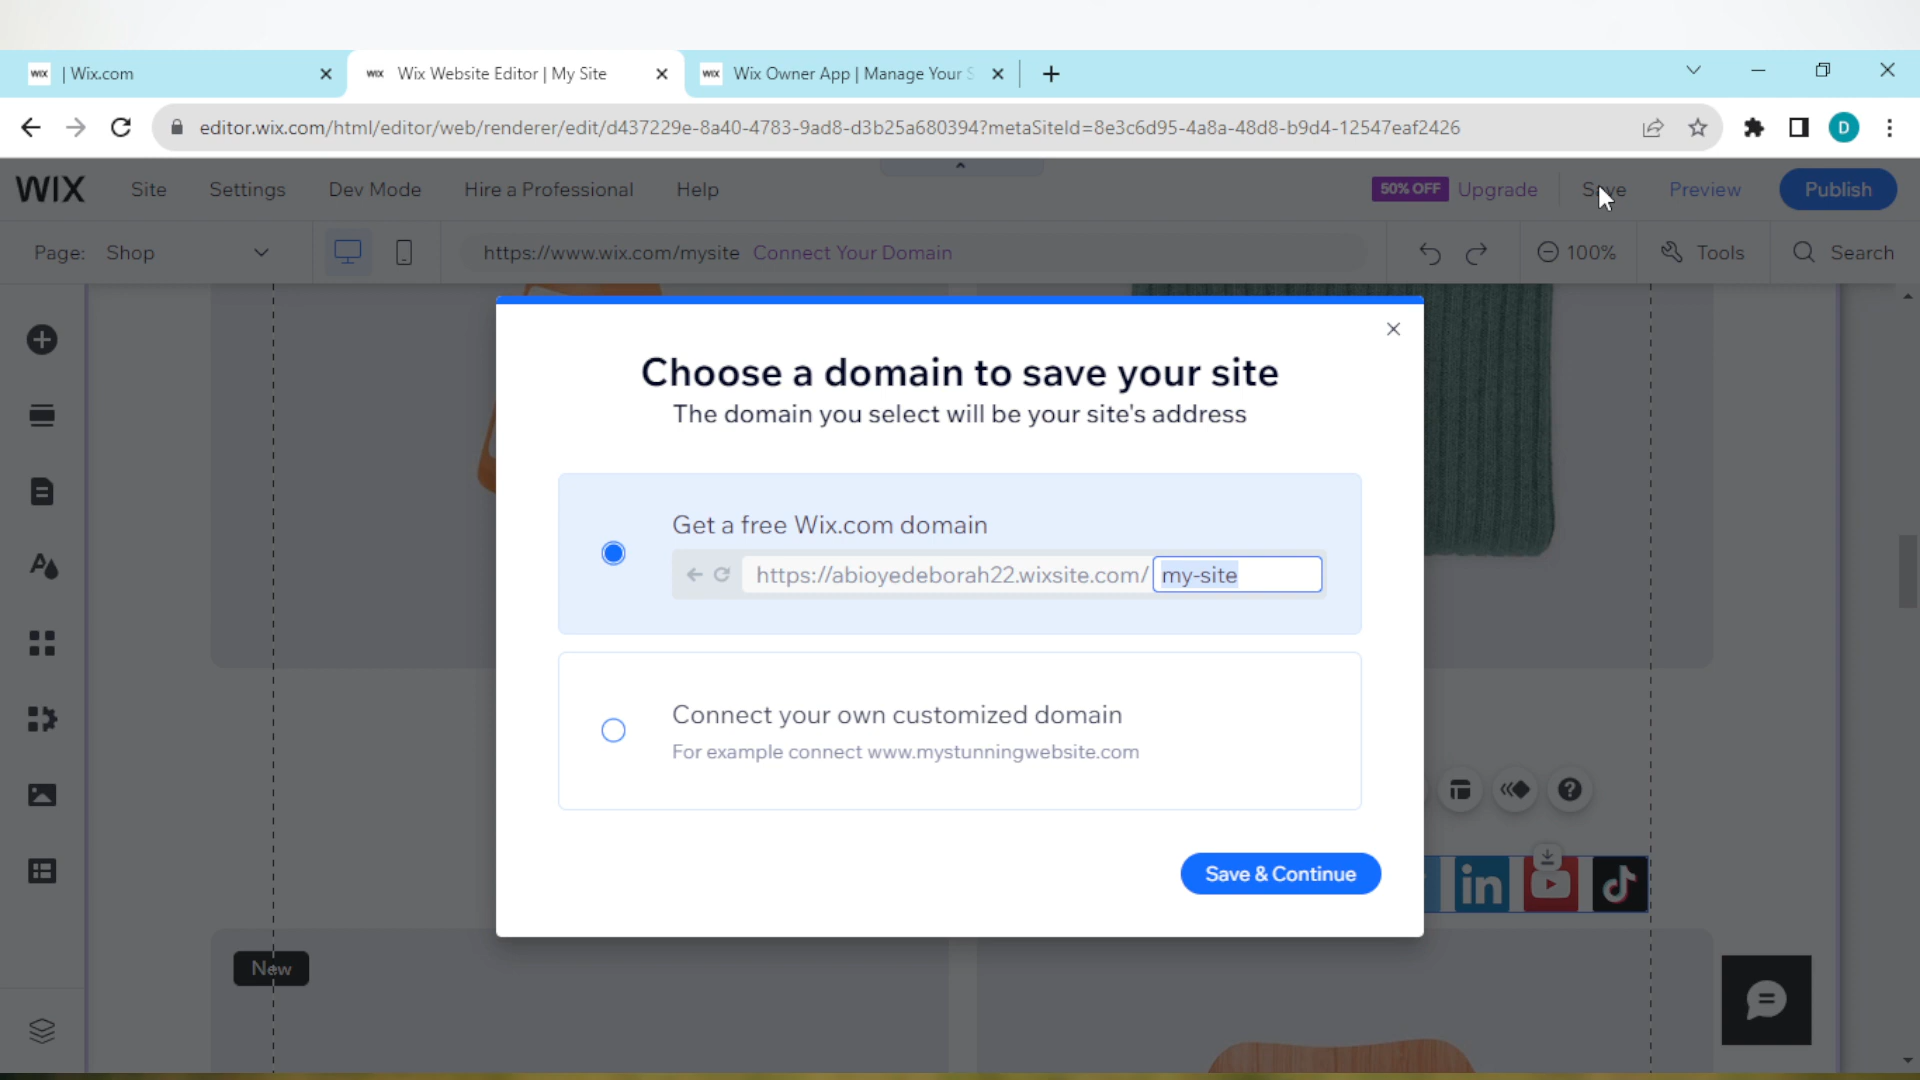 WIX | Wix.com
WIX Wix Website Editor | My Site
WIX Wix Owner App | Manage Your S
editor.wix.com/html/editor/web/renderer/edit/d437229e-8a40-4783-9ad8-d3b25a680394?metaSiteId=8e3c6d95-4a8a-48d8-b9d4-12547eaf2426
D
WIX Site Settings Dev Mode Hire a Professional Help
50% OFF Upgrade Save Preview Publish
Page: Shop
https://www.wix.com/mysite Connect Your Domain
100% Tools Search
Choose a domain to save your site
The domain you select will be your site's address
Get a free Wix.com domain
https://abioyedeborah22.wixsite.com/ my-site
Connect your own customized domain
For example connect www.mystunningwebsite.com
Save & Continue
in
New